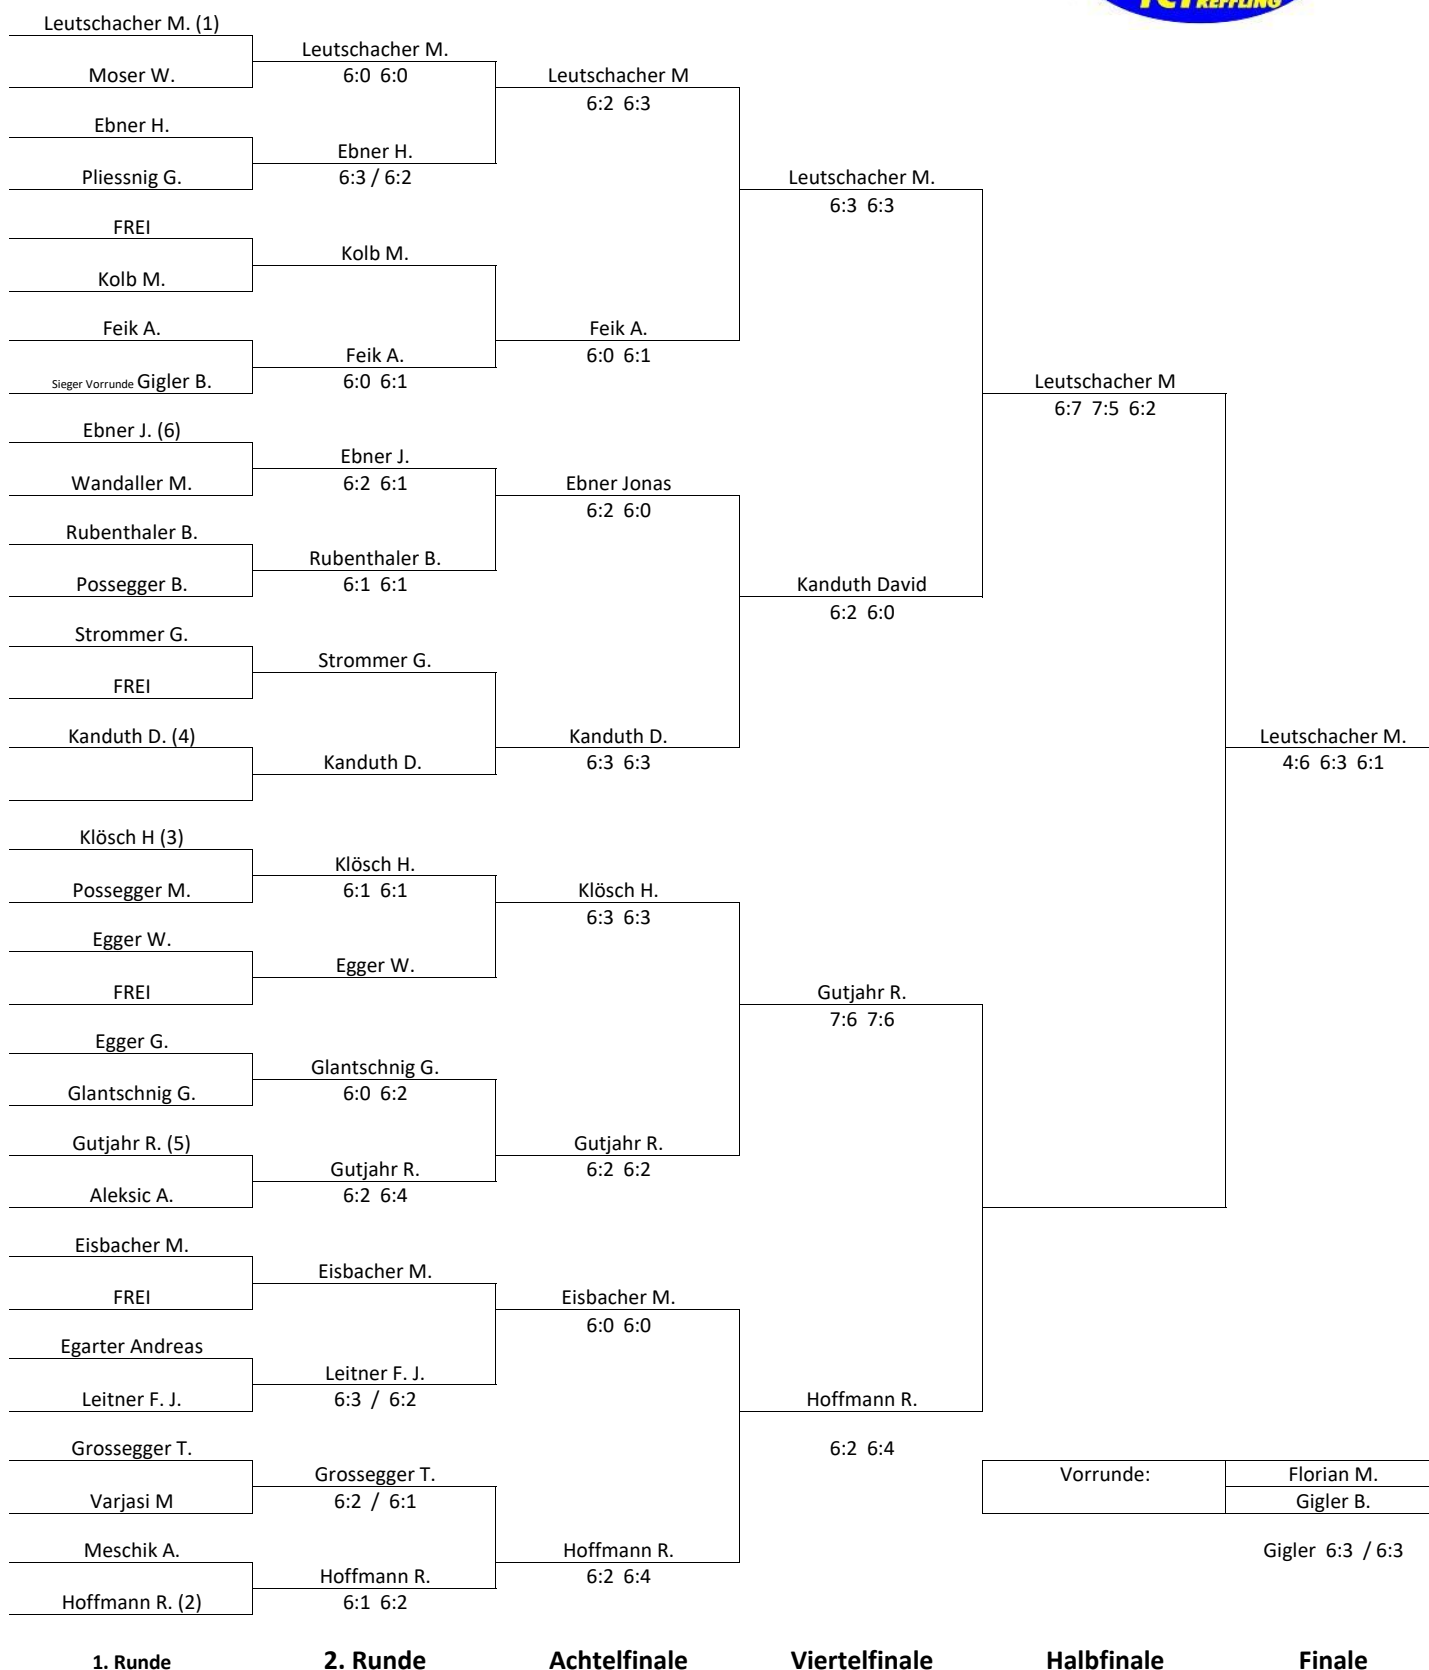 TCTREFFLING
Leutschacher M. (1)
Leutschacher M.
Moser W.
6:0 6:0
Leutschacher M
6:2 6:3
Ebner H.
Ebner H.
Pliessnig G.
6:3 / 6:2
Leutschacher M.
6:3 6:3
FREI
Kolb M.
Kolb M.
Feik A.
Feik A.
Feik A.
6:0 6:1
Sieger Vorrunde Gigler B.
6:0 6:1
Leutschacher M
6:7 7:5 6:2
Ebner J. (6)
Ebner J.
Wandaller M.
6:2 6:1
Ebner Jonas
6:2 6:0
Rubenthaler B.
Rubenthaler B.
Possegger B.
6:1 6:1
Kanduth David
6:2 6:0
Strommer G.
Strommer G.
FREI
Kanduth D. (4)
Kanduth D.
Kanduth D.
6:3 6:3
Leutschacher M.
4:6 6:3 6:1
Klösch H (3)
Klösch H.
Possegger M.
6:1 6:1
Klösch H.
6:3 6:3
Egger W.
Egger W.
FREI
Gutjahr R.
7:6 7:6
Egger G.
Glantschnig G.
Glantschnig G.
6:0 6:2
Gutjahr R. (5)
Gutjahr R.
Gutjahr R.
6:2 6:2
Aleksic A.
6:2 6:4
Eisbacher M.
Eisbacher M.
FREI
Eisbacher M.
6:0 6:0
Egarter Andreas
Leitner F. J.
Leitner F. J.
6:3 / 6:2
Hoffmann R.
6:2 6:4
Grossegger T.
Grossegger T.
Varjasi M
6:2 / 6:1
Vorrunde:
Florian M.
Gigler B.
Gigler 6:3 / 6:3
Meschik A.
Hoffmann R.
Hoffmann R.
6:2 6:4
Hoffmann R. (2)
6:1 6:2
1. Runde
2. Runde
Achtelfinale
Viertelfinale
Halbfinale
Finale